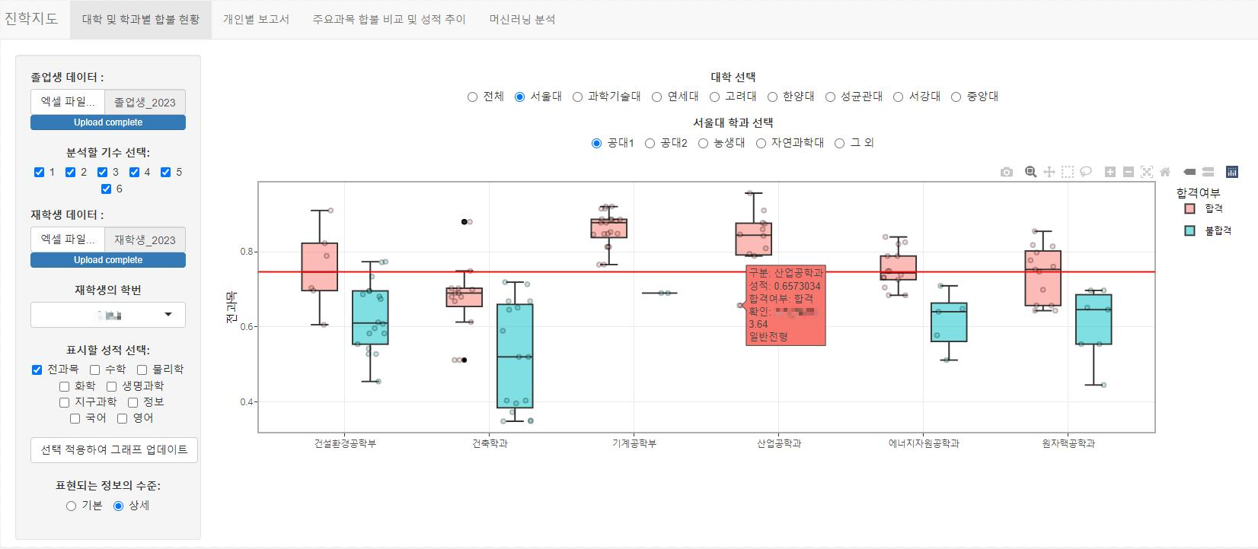 진학지도 대학 및 학과별 합불 현황 개인별 보고서 주요과목 합불 비교 및 성적 추이 머신러닝 분석
졸업생 데이터 :
엑셀 파일... 졸업생_2023
Upload complete
분석할 기수 선택:
1 2 3 4 5
6
재학생 데이터 :
엑셀 파일... 재학생_2023
Upload complete
재학생의 학번
표시할 성적 선택:
전과목 수학 물리학
화학 생명과학
지구과학 정보
국어 영어
선택 적용하여 그래프 업데이트
표현되는 정보의 수준:
기본 상세
대학 선택
전체 서울대 과학기술대 연세대 고려대 한양대 성균관대 서강대 중앙대
서울대 학과 선택
공대1 공대2 농생대 자연과학대 그 외
합격여부
합격
불합격
전과목
0.8
0.6
0.4
구분: 산업공학과
성적: 0.6573034
합격여부: 합격
확인:
3.64
일반전형
건설환경공학부 건축학과 기계공학부 산업공학과 에너지자원공학과 원자핵공학과